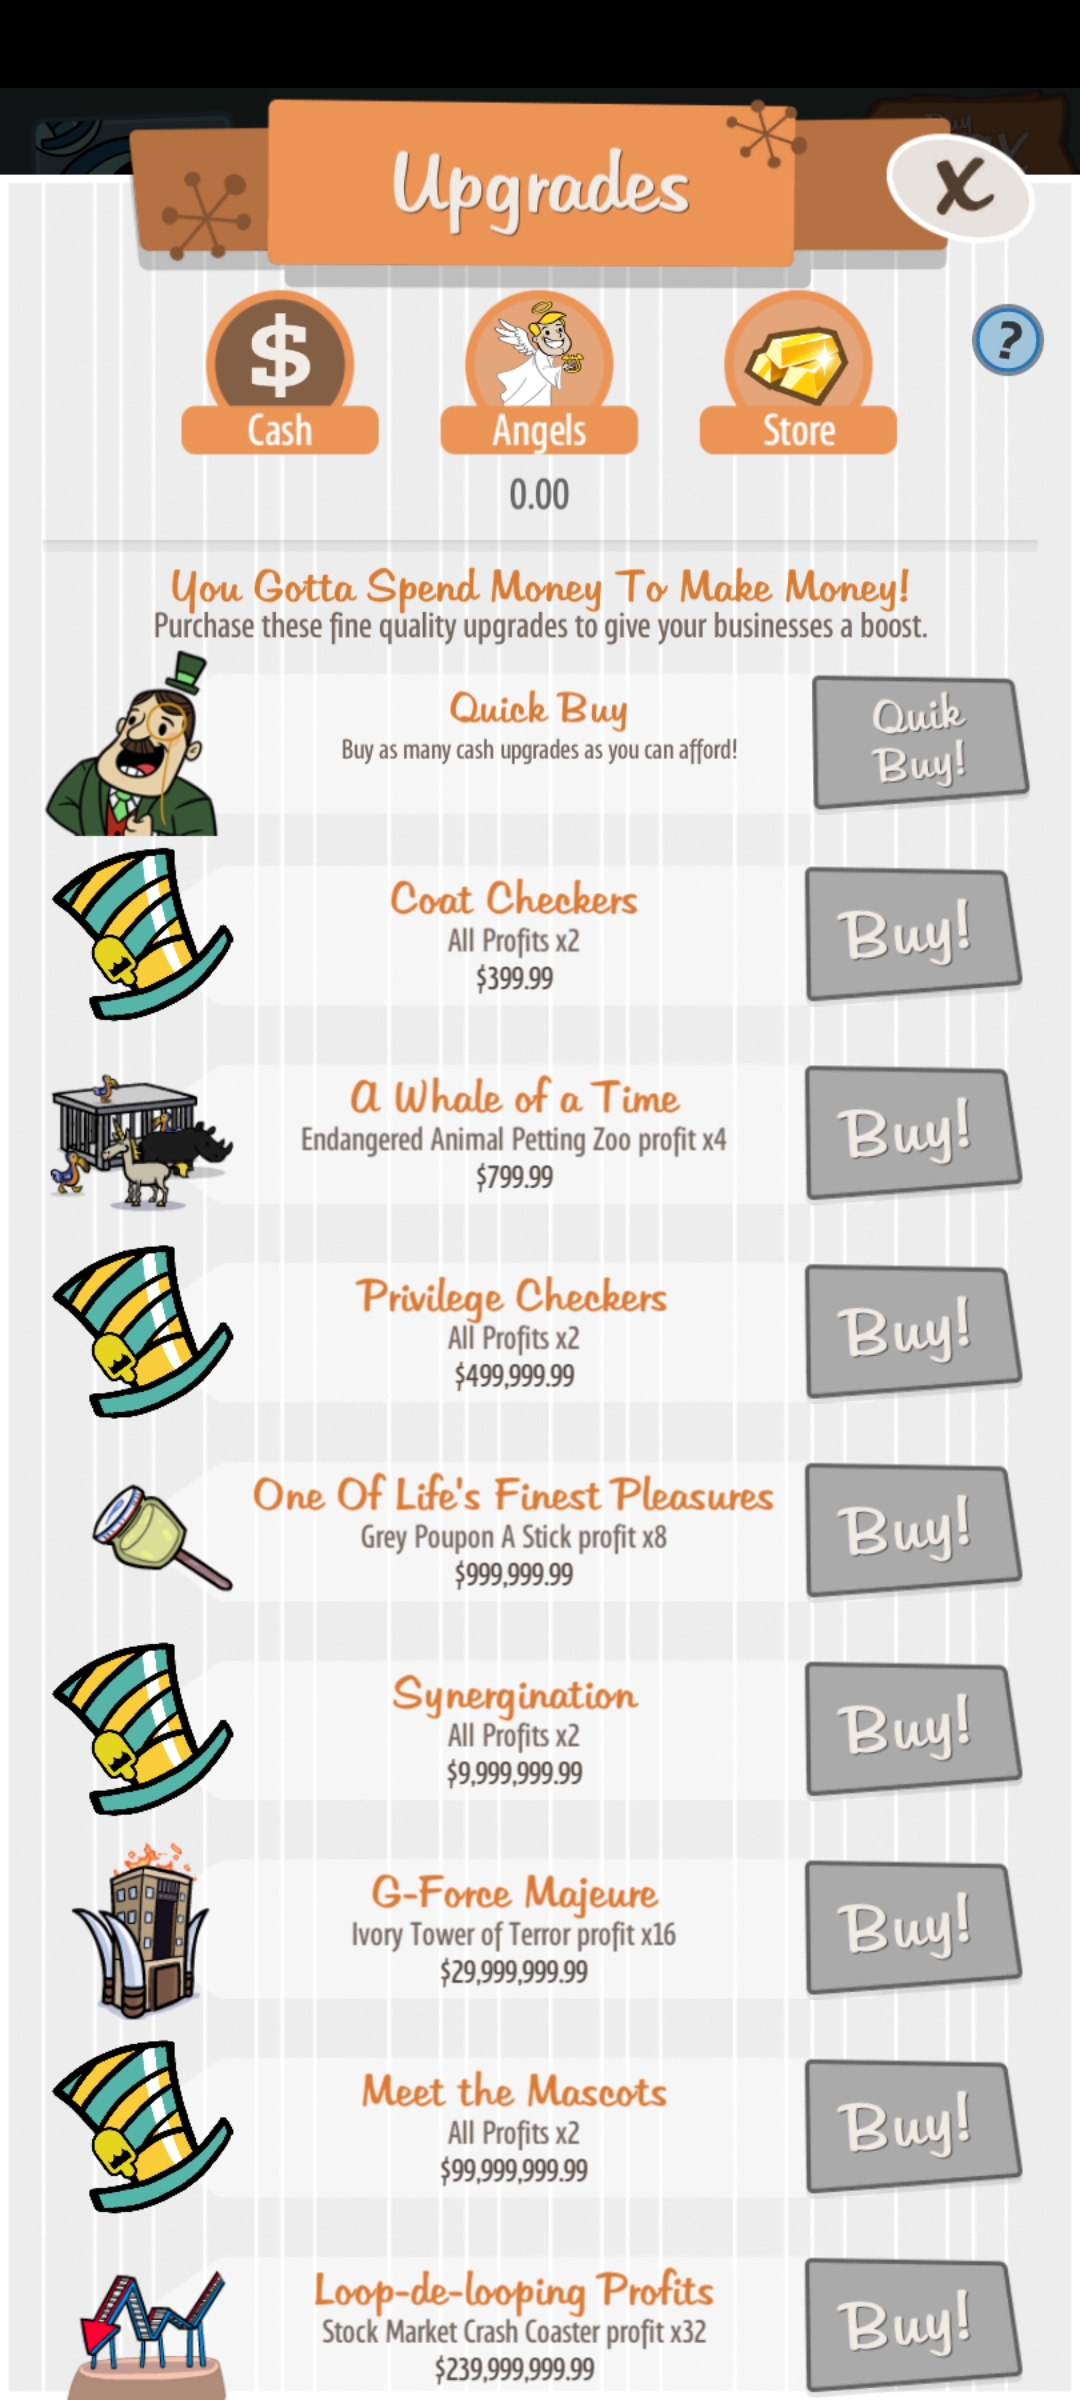 Upgrades
X
$
Cash
Angels
Store
?
0.00
You Gotta Spend Money To Make Money!
Purchase these fine quality upgrades to give your businesses a boost.
Quick Buy
Buy as many cash upgrades as you can afford!
Quik
Buy!
Coat Checkers
All Profits x2
$399.99
Buy!
A Whale of a Time
Endangered Animal Petting Zoo profit x4
$799.99
Buy!
Privilege Checkers
All Profits x2
$499,999.99
Buy!
One Of Life's Finest Pleasures
Grey Poupon A Stick profit x8
$999,999.99
Buy!
Synergination
All Profits x2
$9,999,999.99
Buy!
G-Force Majeure
Ivory Tower of Terror profit x16
$29,999,999.99
Buy!
Meet the Mascots
All Profits x2
$99,999,999.99
Buy!
Loop-de-looping Profits
Stock Market Crash Coaster profit x32
$239,999,999.99
Buy!